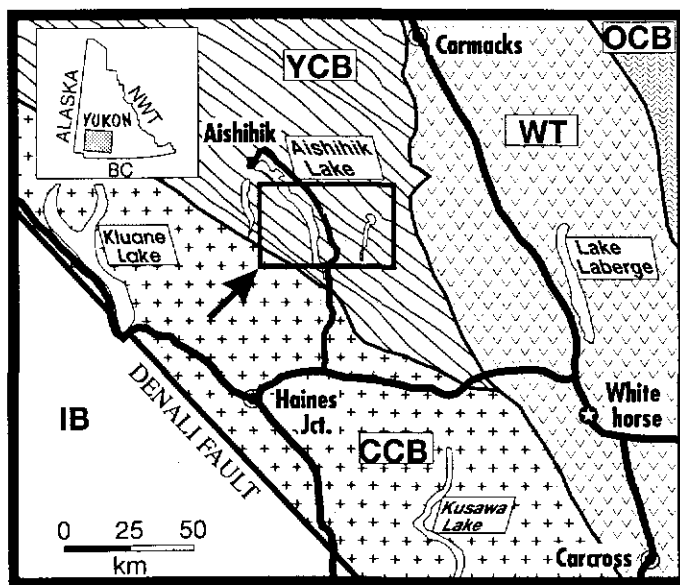 OCB
Carmacks
YCB
ALASKA
NWT
YUKON
BC
WT
Aishihik
Aishihik
Lake
Kluane
Lake
Lake
Laberge
DENALI FAULT
IB
Haines
Jct.
White
horse
CCB
Kusawa
Lake
0 25 50
km
Carcross